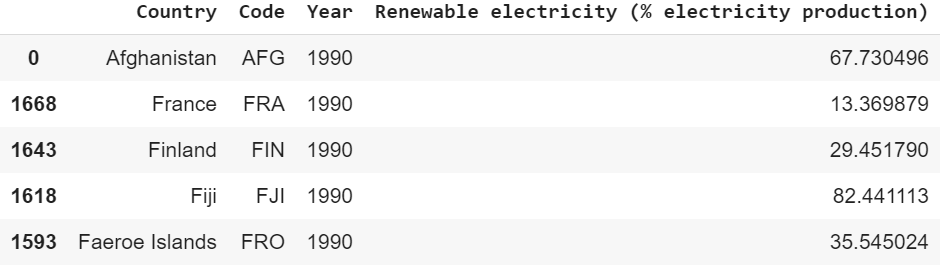 Country Code Year Renewable electricity (% electricity production)
0 Afghanistan AFG 1990 67.730496
1668 France FRA 1990 13.369879
1643 Finland FIN 1990 29.451790
1618 Fiji FJI 1990 82.441113
1593 Faeroe Islands FRO 1990 35.545024